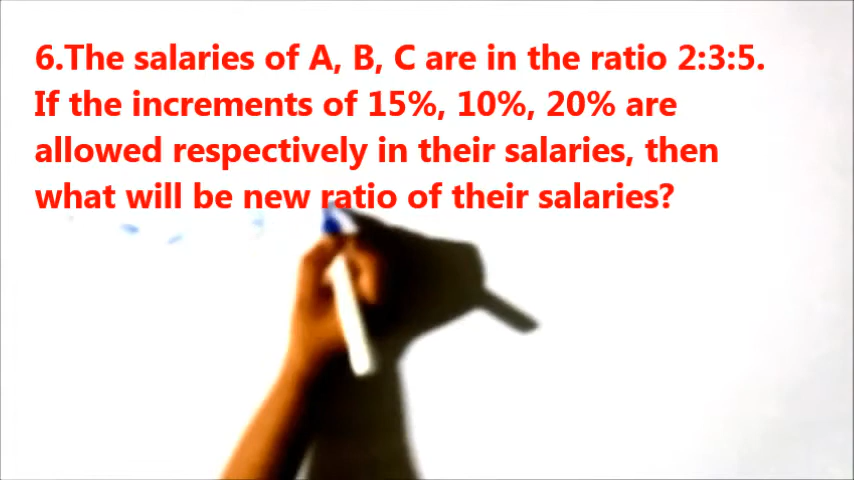 6.The salaries of A, B, C are in the ratio 2:3:5.
If the increments of 15%, 10%, 20% are
allowed respectively in their salaries, then
what will be new ratio of their salaries?